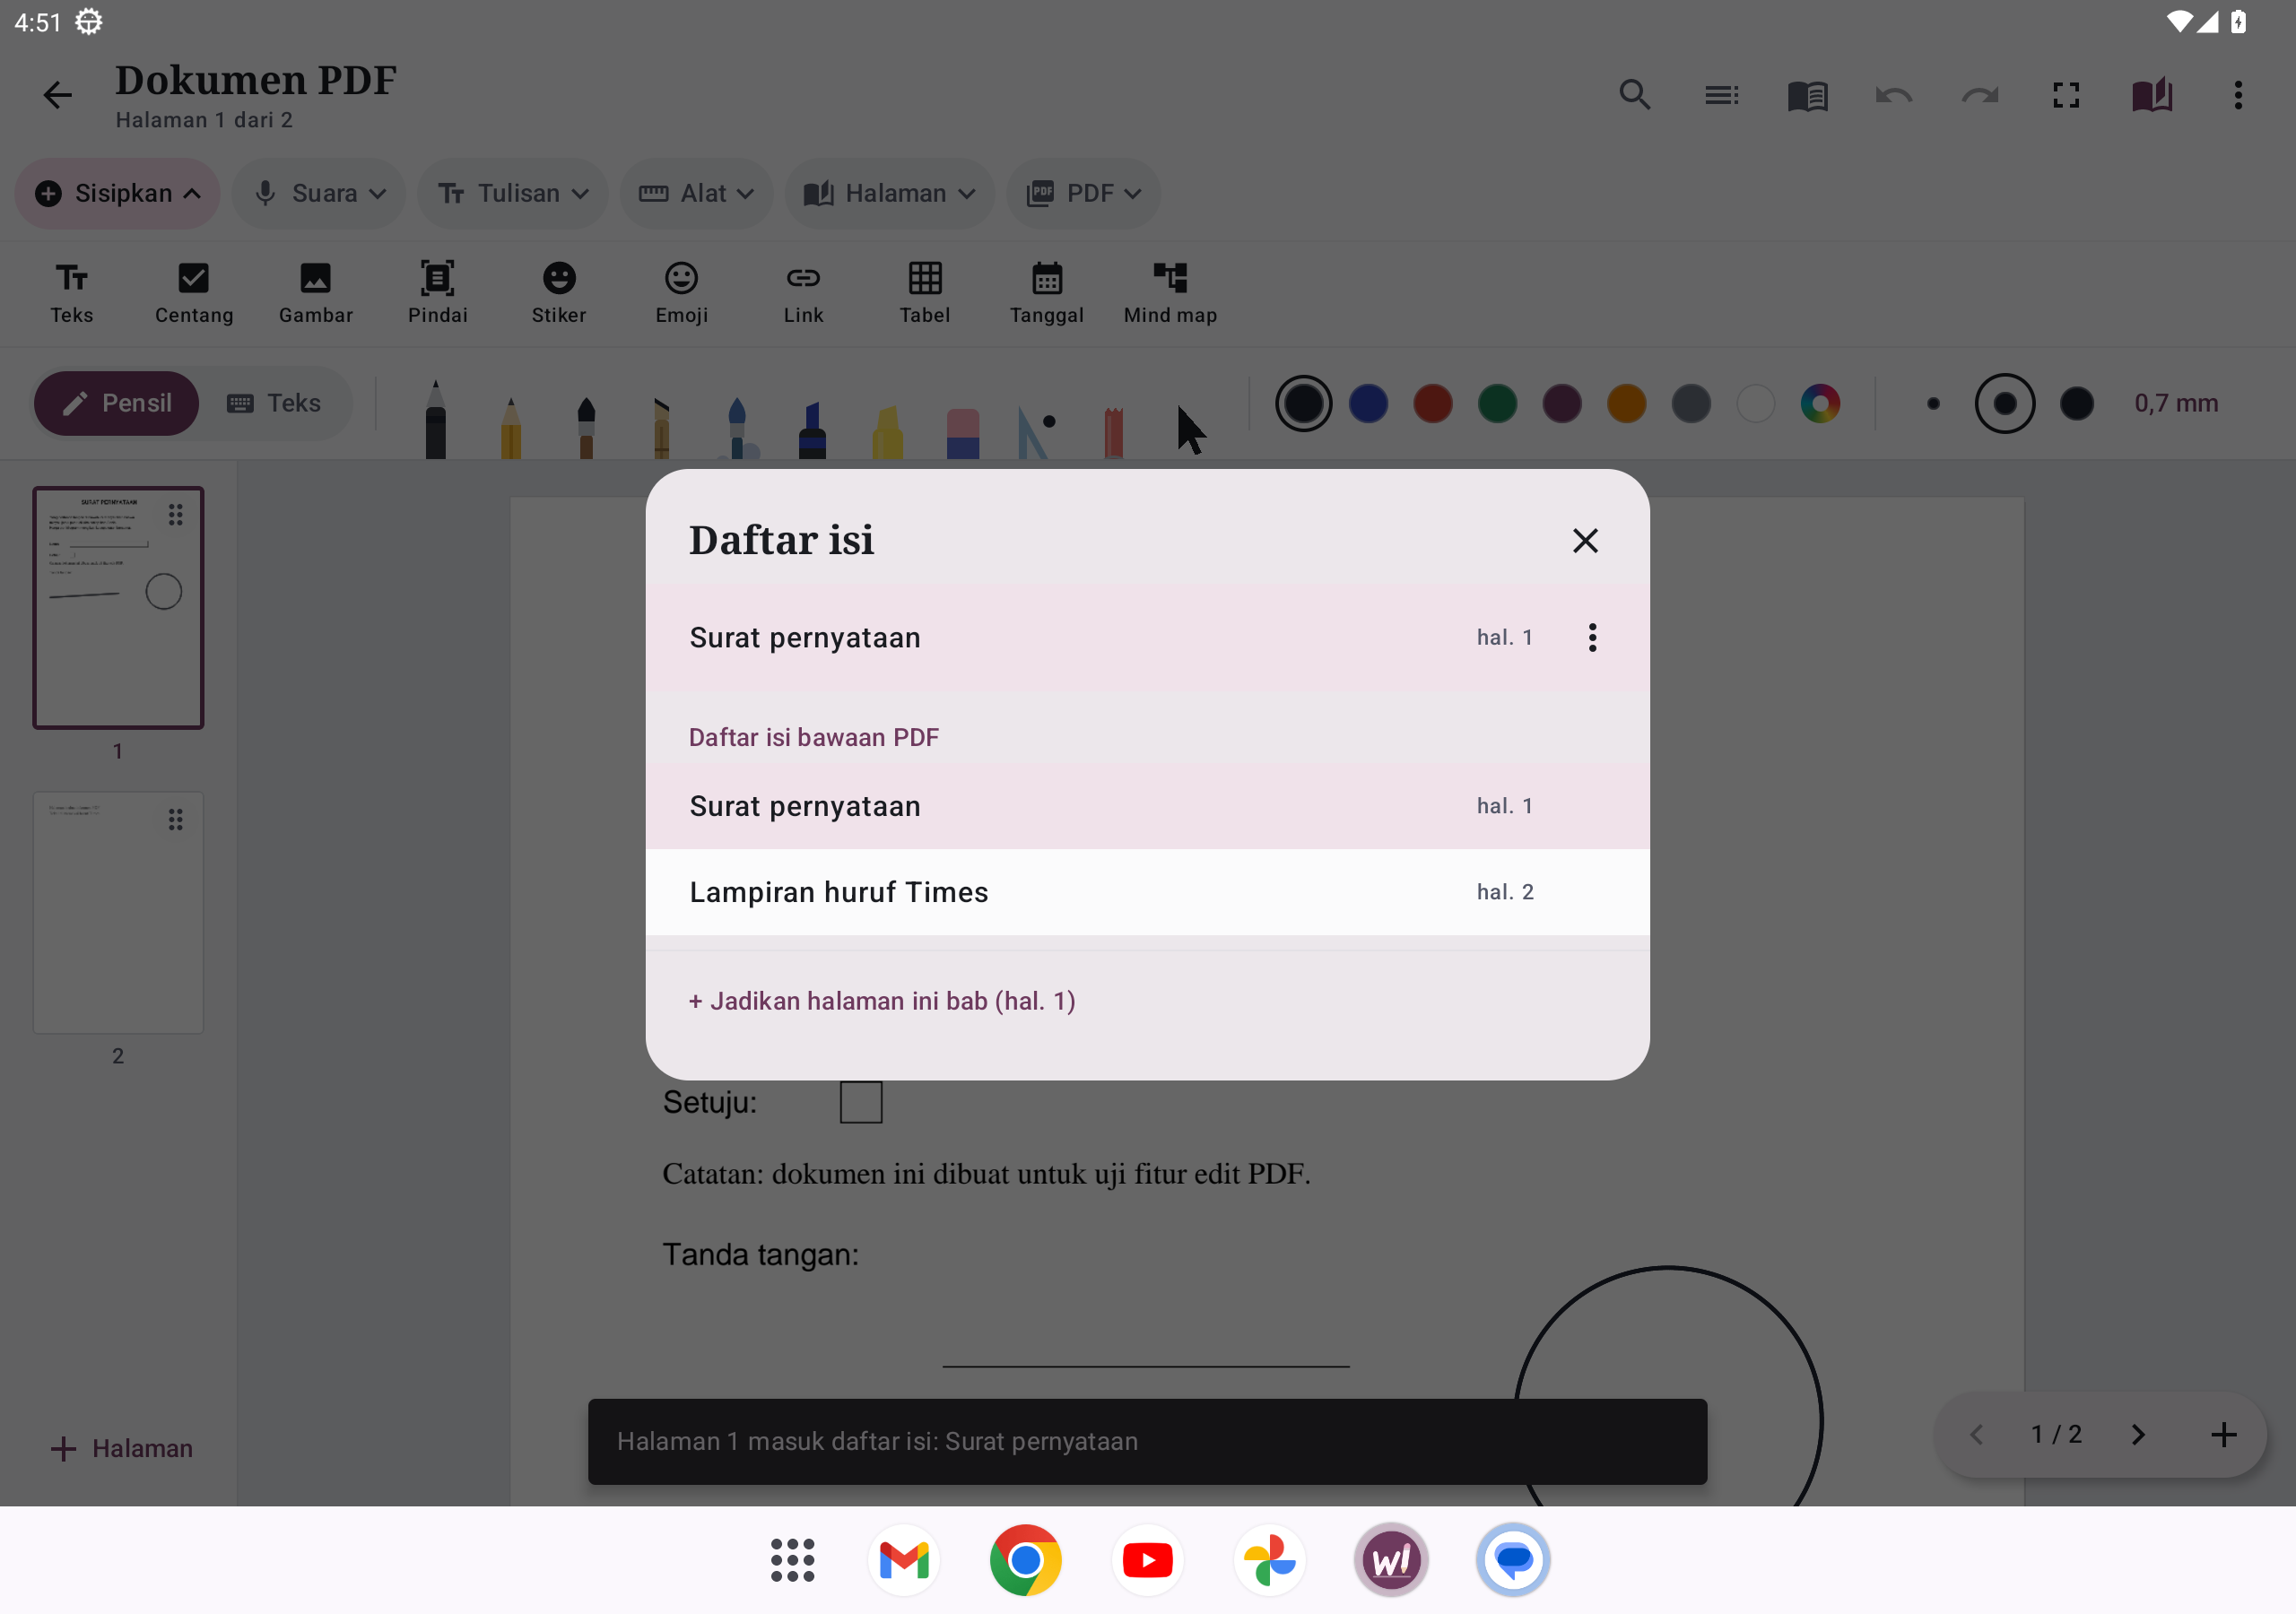 4:51
Dokumen PDF
Halaman 1 dari 2
Sisipkan
Suara
Tulisan
Alat
Halaman
PDF
Teks
Centang
Gambar
Pindai
Stiker
Emoji
Link
Tabel
Tanggal
Mind map
Pensil
Teks
0,7 mm
SURAT PERNYATAAN
1
2
+ Halaman
Daftar isi
Surat pernyataan hal. 1
Daftar isi bawaan PDF
Surat pernyataan hal. 1
Lampiran huruf Times hal. 2
+ Jadikan halaman ini bab (hal. 1)
Setuju:
Catatan: dokumen ini dibuat untuk uji fitur edit PDF.
Tanda tangan:
Halaman 1 masuk daftar isi: Surat pernyataan
1 / 2